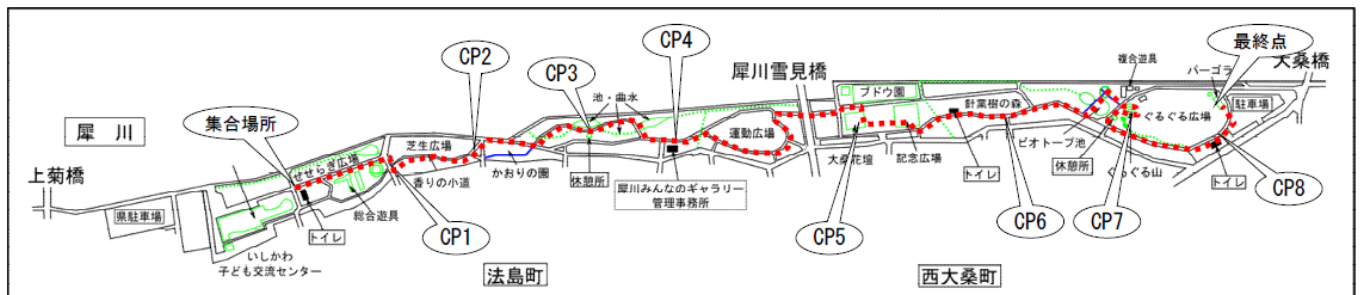 犀 川
上菊橋
集合場所
せせらぎ広場
県駐車場
いしかわ
子ども交流センター
トイレ
総合遊具
CP1
芝生広場
香りの小道
CP2
かおりの園
法島町
CP3
池・曲水
休憩所
CP4
犀川みんなのギャラリー
管理事務所
運動広場
犀川雪見橋
ブドウ園
大桑花壇
CP5
記念広場
針葉樹の森
トイレ
西大桑町
CP6
複合遊具
ビオトープ池
休憩所
CP7
ぐるぐる広場
ぐるぐる山
最終点
パーゴラ
大桑橋
駐車場
トイレ
CP8